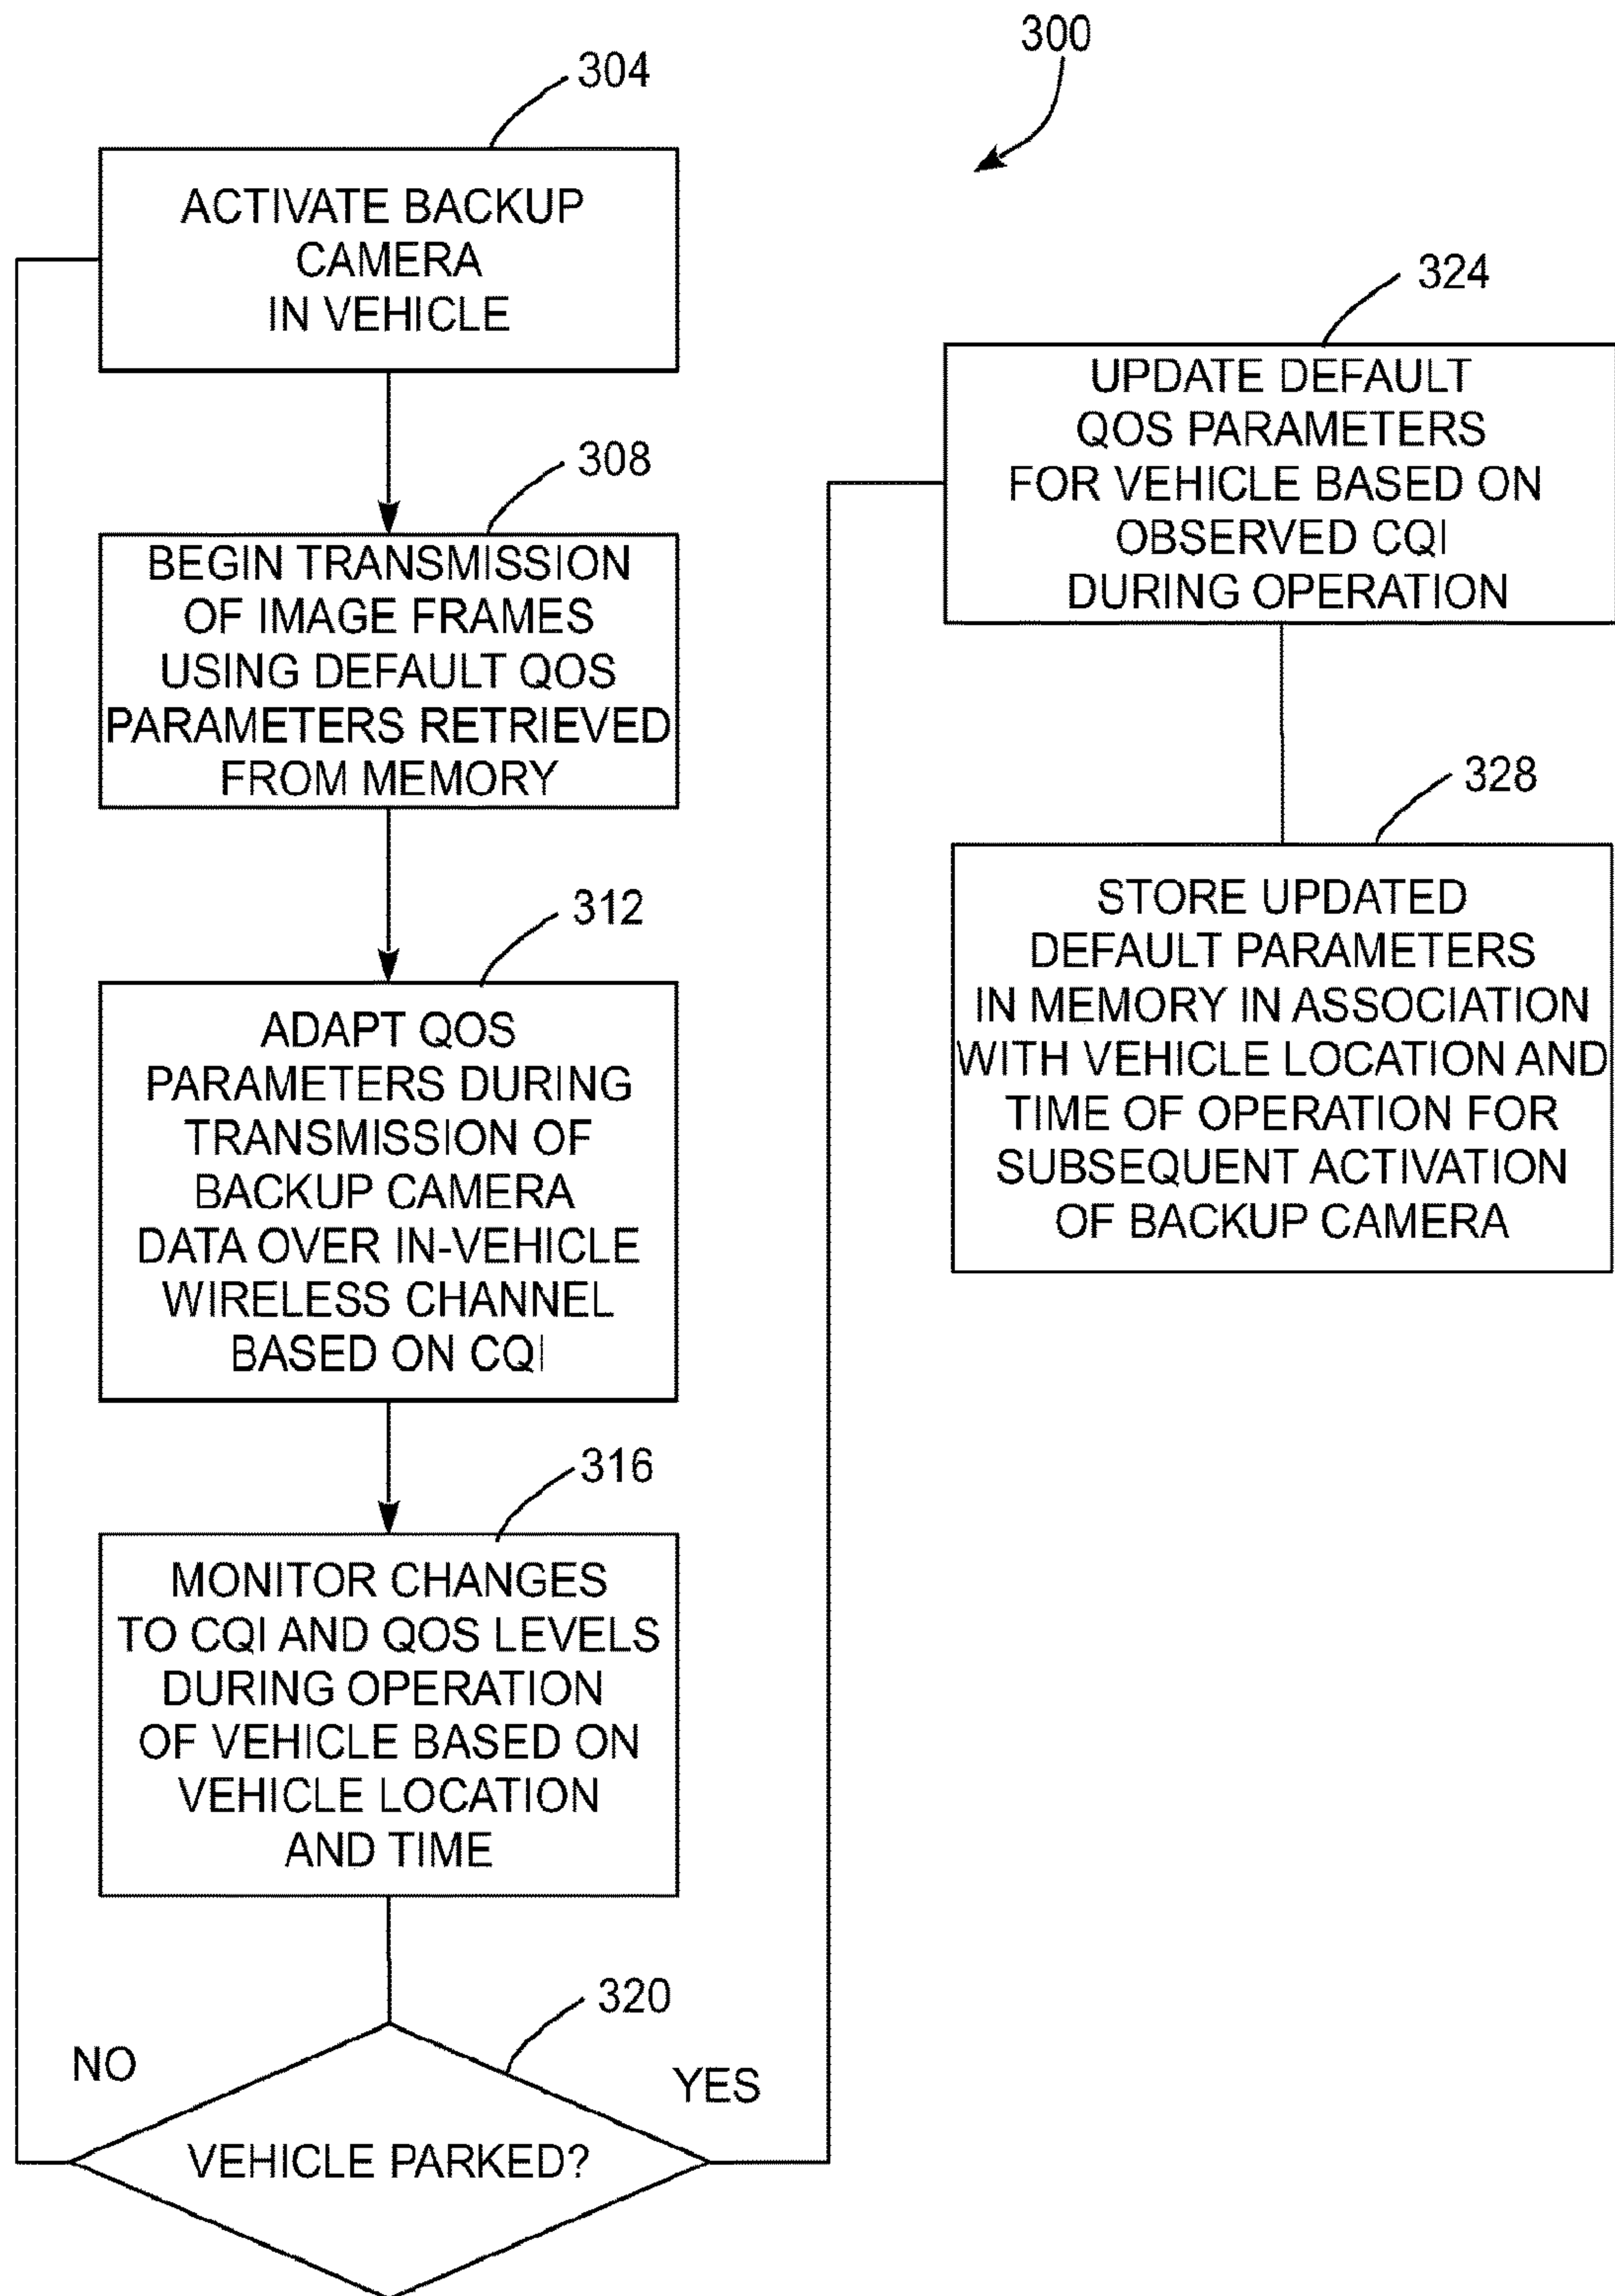 300
304
ACTIVATE BACKUP
CAMERA
IN VEHICLE
308
BEGIN TRANSMISSION
OF IMAGE FRAMES
USING DEFAULT QOS
PARAMETERS RETRIEVED
FROM MEMORY
312
ADAPT QOS
PARAMETERS DURING
TRANSMISSION OF
BACKUP CAMERA
DATA OVER IN-VEHICLE
WIRELESS CHANNEL
BASED ON CQI
316
MONITOR CHANGES
TO CQI AND QOS LEVELS
DURING OPERATION
OF VEHICLE BASED ON
VEHICLE LOCATION
AND TIME
320
NO
YES
VEHICLE PARKED?
324
UPDATE DEFAULT
QOS PARAMETERS
FOR VEHICLE BASED ON
OBSERVED CQI
DURING OPERATION
328
STORE UPDATED
DEFAULT PARAMETERS
IN MEMORY IN ASSOCIATION
WITH VEHICLE LOCATION AND
TIME OF OPERATION FOR
SUBSEQUENT ACTIVATION
OF BACKUP CAMERA